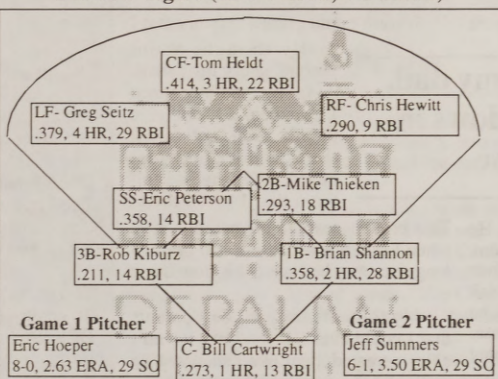 CF-Tom Heldt
.414, 3 HR, 22 RBI
LF- Greg Seitz
.379, 4 HR, 29 RBI
RF- Chris Hewitt
.290, 9 RBI
SS-Eric Peterson
.358, 14 RBI
2B-Mike Thieken
.293, 18 RBI
3B-Rob Kiburz
.211, 14 RBI
1B- Brian Shannon
.358, 2 HR, 28 RBI
DEPAUW
Game 1 Pitcher
Eric Hoeper
8-0, 2.63 ERA, 29 SO
C- Bill Cartwright
.273, 1 HR, 13 RBI
Game 2 Pitcher
Jeff Summers
6-1, 3.50 ERA, 29 SO